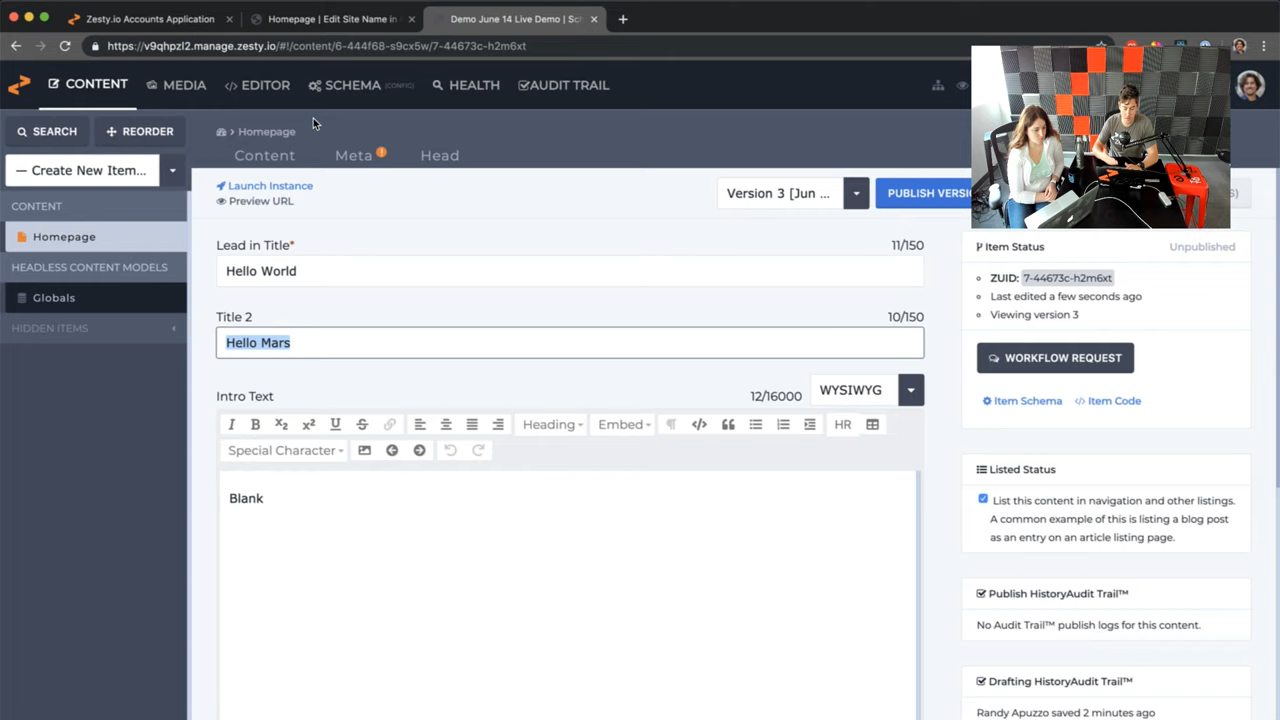 Zesty.io Accounts Application
Homepage | Edit Site Name in
Demo June 14 Live Demo | Sc
https://v9qhpzl2.manage.zesty.io/#!/content/6-444f68-s9cx5w/7-44673c-h2m6xt
CONTENT
MEDIA
EDITOR
SCHEMA (CONFIG)
HEALTH
AUDIT TRAIL
SEARCH
REORDER
Homepage
— Create New Item...
Content
Meta
Head
Launch Instance
Preview URL
Version 3 [Jun ...
PUBLISH VERSI
S)
CONTENT
Homepage
HEADLESS CONTENT MODELS
Globals
HIDDEN ITEMS
Lead in Title*
11/150
Hello World
Title 2
10/150
Hello Mars
Intro Text
12/16000
WYSIWYG
Heading
Embed
HR
Special Character
Blank
Item Status
Unpublished
ZUID: 7-44673c-h2m6xt
Last edited a few seconds ago
Viewing version 3
WORKFLOW REQUEST
Item Schema
Item Code
Listed Status
List this content in navigation and other listings.
A common example of this is listing a blog post
as an entry on an article listing page.
Publish HistoryAudit Trail™
No Audit Trail™ publish logs for this content.
Drafting HistoryAudit Trail™
Randy Apuzzo saved 2 minutes ago